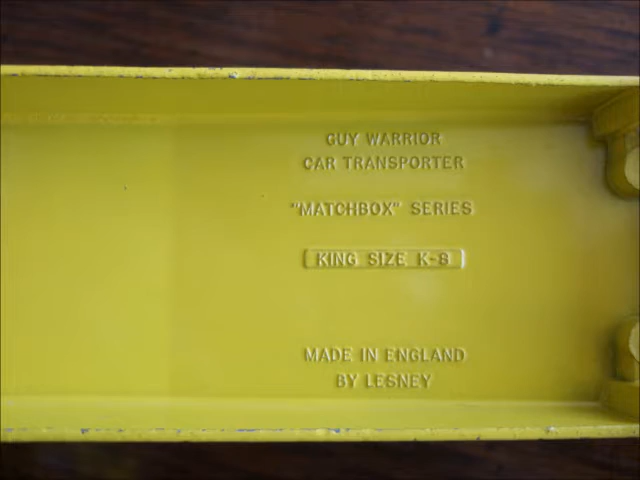 GUY WARRIOR
CAR TRANSPORTER
"MATCHBOX" SERIES
KING SIZE K-8
MADE IN ENGLAND
BY LESNEY